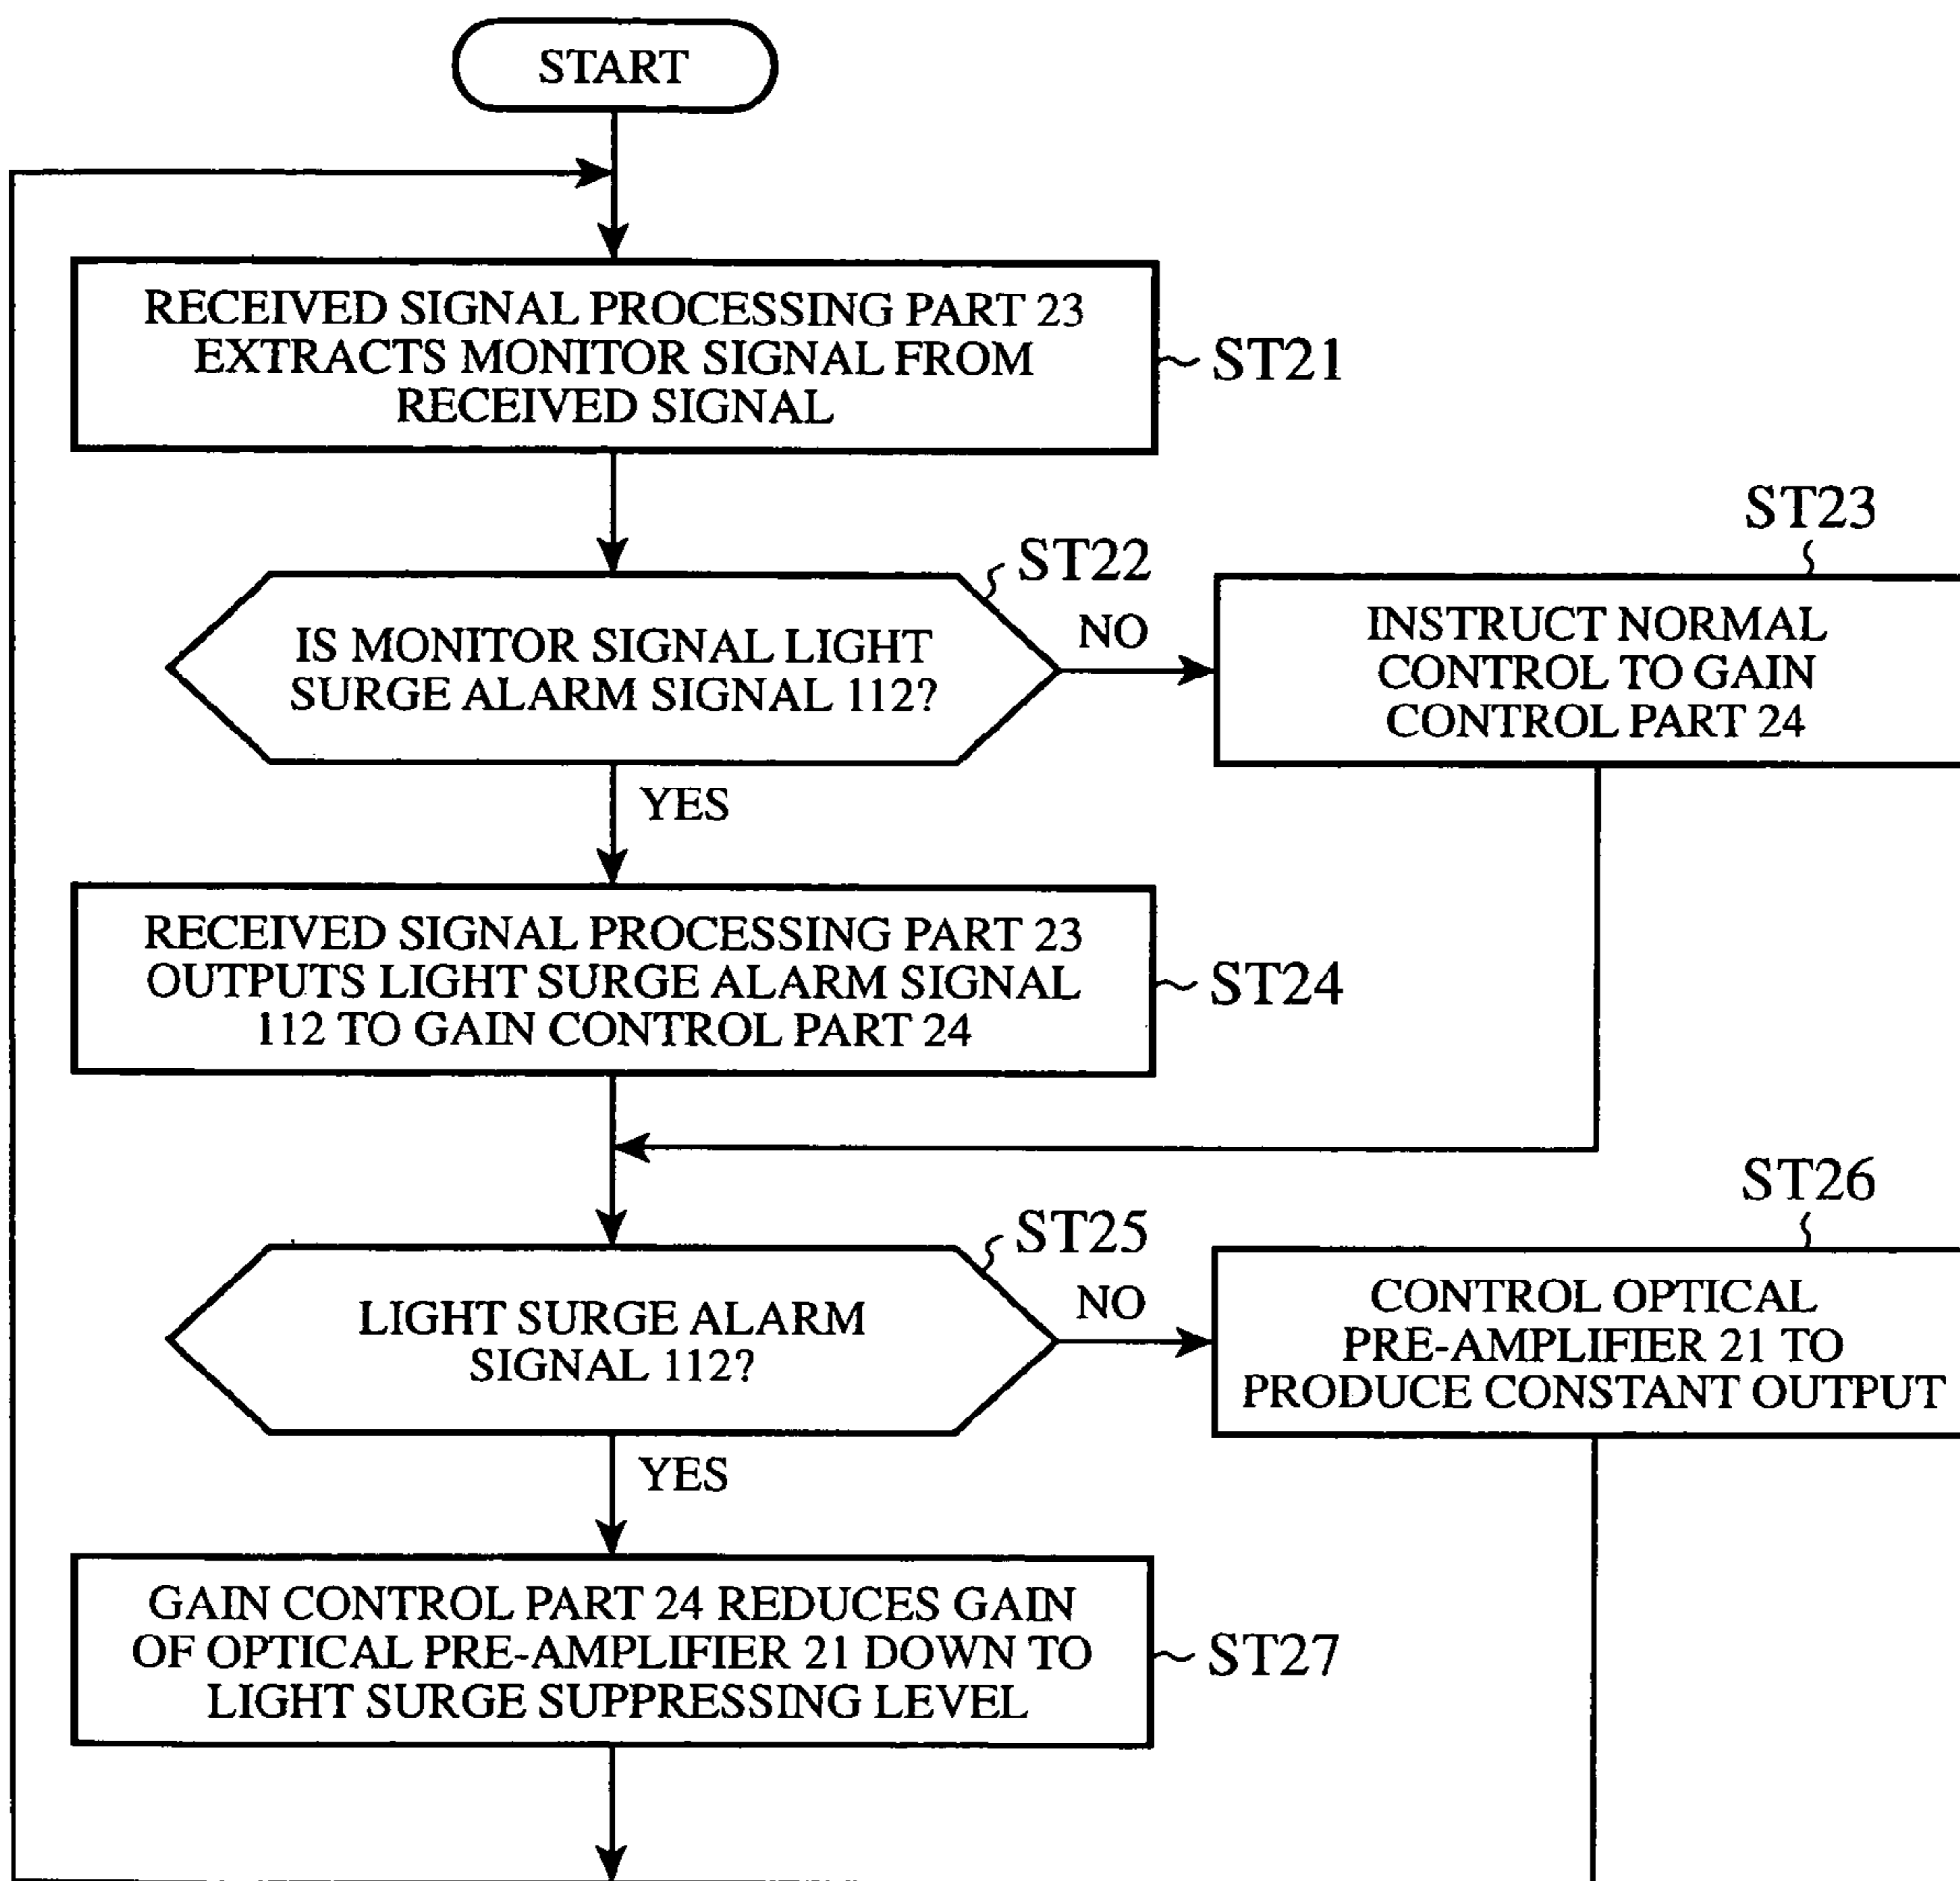 START
RECEIVED SIGNAL PROCESSING PART 23
EXTRACTS MONITOR SIGNAL FROM
RECEIVED SIGNAL
ST21
ST22
IS MONITOR SIGNAL LIGHT
SURGE ALARM SIGNAL 112?
NO
ST23
INSTRUCT NORMAL
CONTROL TO GAIN
CONTROL PART 24
YES
RECEIVED SIGNAL PROCESSING PART 23
OUTPUTS LIGHT SURGE ALARM SIGNAL
112 TO GAIN CONTROL PART 24
ST24
ST25
LIGHT SURGE ALARM
SIGNAL 112?
NO
ST26
CONTROL OPTICAL
PRE-AMPLIFIER 21 TO
PRODUCE CONSTANT OUTPUT
YES
GAIN CONTROL PART 24 REDUCES GAIN
OF OPTICAL PRE-AMPLIFIER 21 DOWN TO
LIGHT SURGE SUPPRESSING LEVEL
ST27